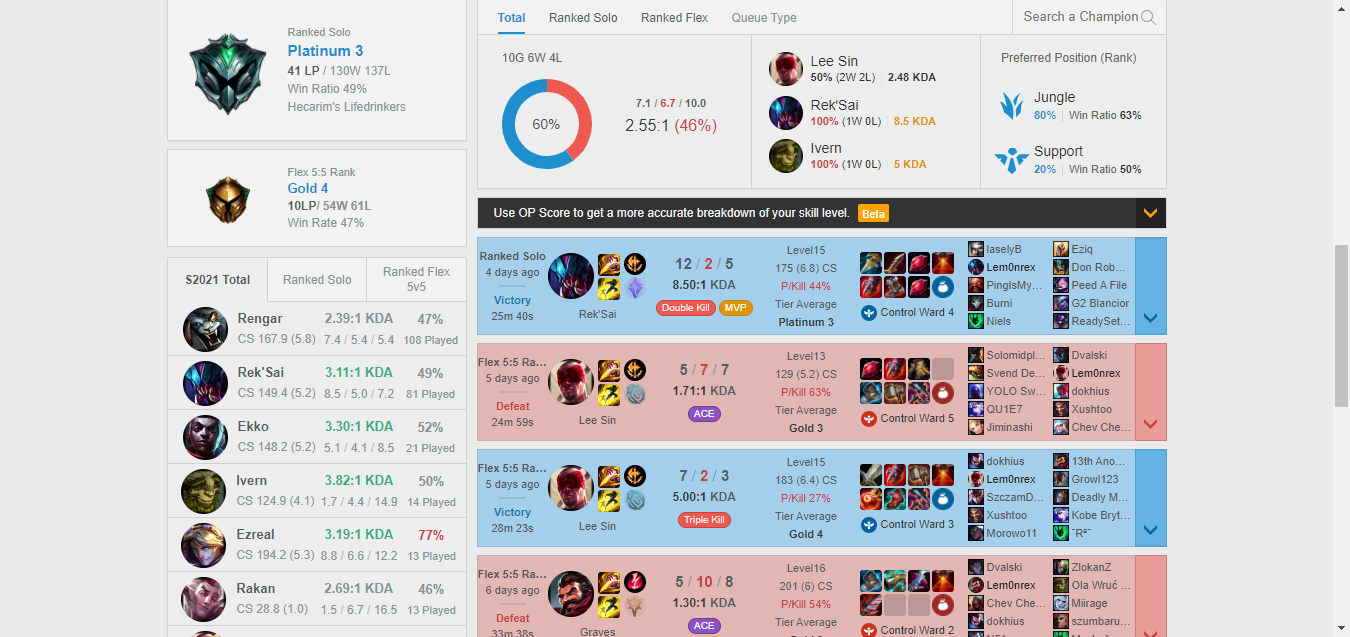 Ranked Solo
Platinum 3
41 LP / 130W 137L
Win Ratio 49%
Hecarim's Lifedrinkers
Flex 5:5 Rank
Gold 4
10LP/ 54W 61L
Win Rate 47%
S2021 Total
Ranked Solo
Ranked Flex
5v5
Rengar 2.39:1 KDA 47%
CS 167.9 (5.8) 7.4 / 5.4 / 5.4 108 Played
Rek'Sai 3.11:1 KDA 49%
CS 149.4 (5.2) 8.5 / 5.0 / 7.2 81 Played
Ekko 3.30:1 KDA 52%
CS 148.2 (5.2) 5.1 / 4.1 / 8.5 21 Played
Ivern 3.82:1 KDA 50%
CS 124.9 (4.1) 1.7 / 4.4 / 14.9 14 Played
Ezreal 3.19:1 KDA 77%
CS 194.2 (5.3) 8.8 / 6.6 / 12.2 13 Played
Rakan 2.69:1 KDA 46%
CS 28.8 (1.0) 1.5 / 6.7 / 16.5 13 Played
Total Ranked Solo Ranked Flex Queue Type
Search a Champion
10G 6W 4L
60%
7.1 / 6.7 / 10.0
2.55:1 (46%)
Lee Sin
50% (2W 2L) 2.48 KDA
Rek'Sai
100% (1W 0L) 8.5 KDA
Ivern
100% (1W 0L) 5 KDA
Preferred Position (Rank)
Jungle
80% Win Ratio 63%
Support
20% Win Ratio 50%
Use OP Score to get a more accurate breakdown of your skill level. Beta
Ranked Solo
4 days ago
Victory
25m 40s
Rek'Sai
12 / 2 / 5
8.50:1 KDA
Double Kill MVP
Level15
175 (6.8) CS
P/Kill 44%
Tier Average
Platinum 3
Control Ward 4
laselyB
Lem0nrex
PingIsMy...
Burni
Niels
Eziq
Don Rob...
Peed A File
G2 Blancior
ReadySet...
Flex 5:5 Ra...
5 days ago
Defeat
24m 59s
Lee Sin
5 / 7 / 7
1.71:1 KDA
ACE
Level13
129 (5.2) CS
P/Kill 63%
Tier Average
Gold 3
Control Ward 5
Solomidpl...
Svend De...
YOLO Sw...
QU1E7
Jiminashi
Dvalski
Lem0nrex
dokhius
Xushtoo
Chev Che...
Flex 5:5 Ra...
5 days ago
Victory
28m 23s
Lee Sin
7 / 2 / 3
5.00:1 KDA
Triple Kill
Level15
183 (6.4) CS
P/Kill 27%
Tier Average
Gold 4
Control Ward 3
dokhius
Lem0nrex
SzczamD...
Xushtoo
Morowo11
13th Ano...
Growl123
Deadly M...
Kobe Bryt...
Flex 5:5 Ra...
6 days ago
Defeat
33m 38s
Graves
5 / 10 / 8
1.30:1 KDA
ACE
Level16
201 (6) CS
P/Kill 54%
Tier Average
Control Ward 2
Dvalski
Lem0nrex
Chev Che...
dokhius
ZlokanZ
Ola Wruć ...
Miirage
szumbaru...